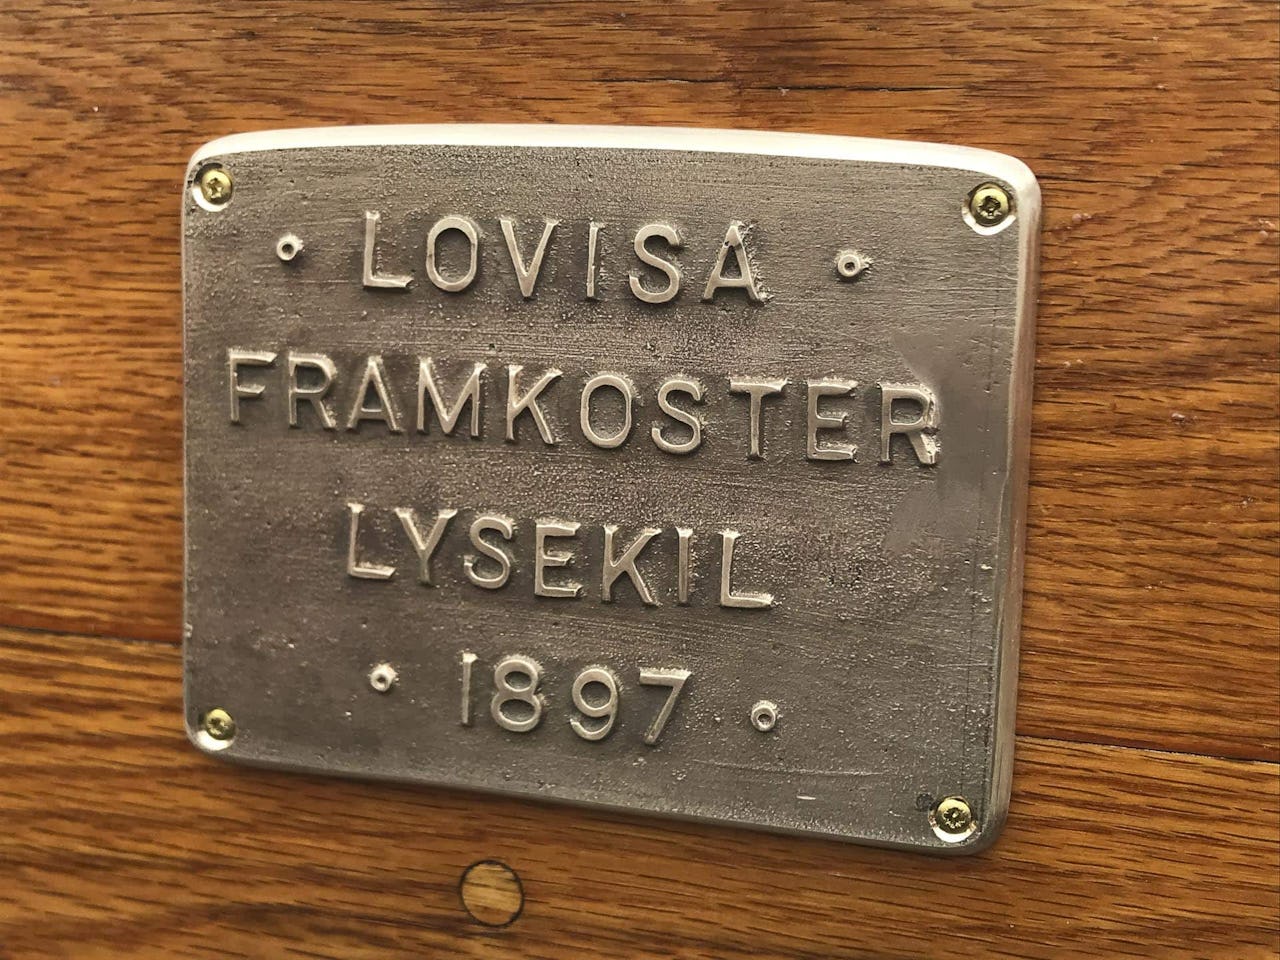 · LOVISA ·
FRAMKOSTER
LYSEKIL
· 1897 ·